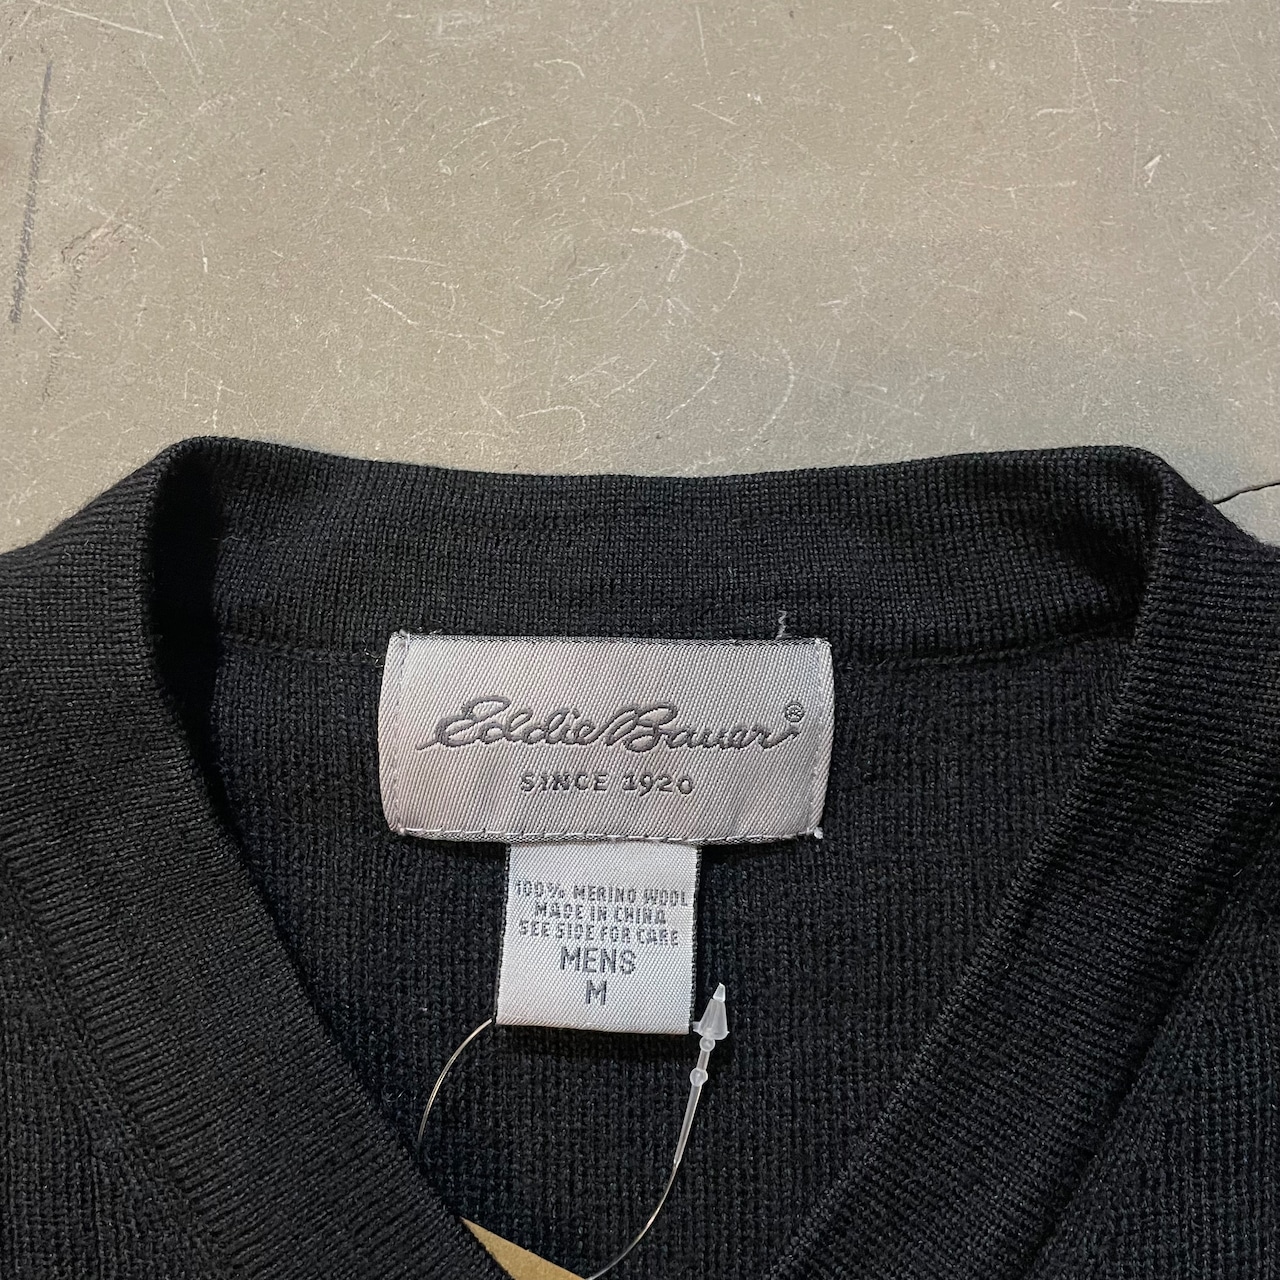 Eddie Bauer®
SINCE 1920
100% MERINO WOOL
MADE IN CHINA
SEE SIDE FOR CARE
MENS
M